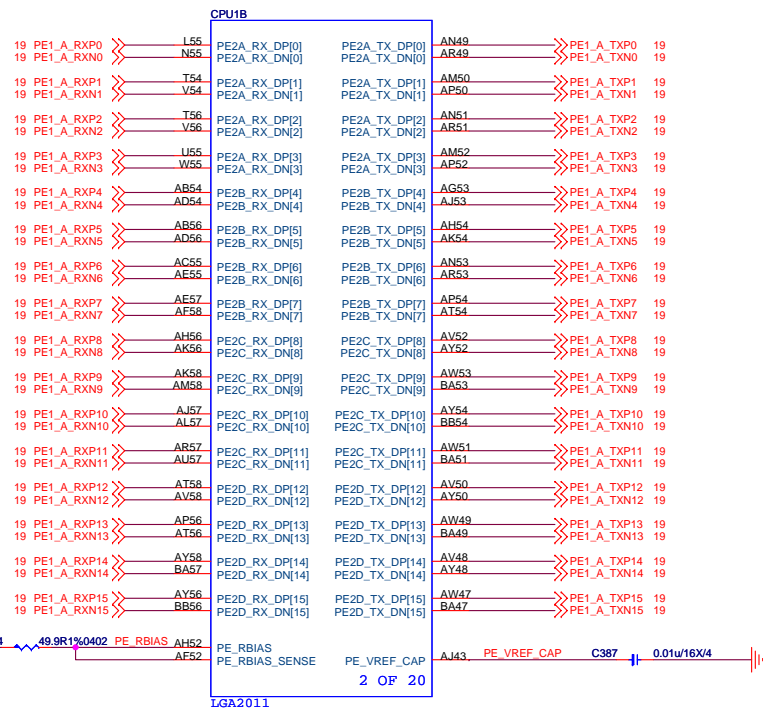 CPU1B
19 PE1_A_RXP0 L55 PE2A_RX_DP[0] PE2A_TX_DP[0] AN49 PE1_A_TXP0 19
19 PE1_A_RXN0 N55 PE2A_RX_DN[0] PE2A_TX_DN[0] AR49 PE1_A_TXN0 19
19 PE1_A_RXP1 T54 PE2A_RX_DP[1] PE2A_TX_DP[1] AM50 PE1_A_TXP1 19
19 PE1_A_RXN1 V54 PE2A_RX_DN[1] PE2A_TX_DN[1] AP50 PE1_A_TXN1 19
19 PE1_A_RXP2 T56 PE2A_RX_DP[2] PE2A_TX_DP[2] AN51 PE1_A_TXP2 19
19 PE1_A_RXN2 V56 PE2A_RX_DN[2] PE2A_TX_DN[2] AR51 PE1_A_TXN2 19
19 PE1_A_RXP3 U55 PE2A_RX_DP[3] PE2A_TX_DP[3] AM52 PE1_A_TXP3 19
19 PE1_A_RXN3 W55 PE2A_RX_DN[3] PE2A_TX_DN[3] AP52 PE1_A_TXN3 19
19 PE1_A_RXP4 AB54 PE2B_RX_DP[4] PE2B_TX_DP[4] AG53 PE1_A_TXP4 19
19 PE1_A_RXN4 AD54 PE2B_RX_DN[4] PE2B_TX_DN[4] AJ53 PE1_A_TXN4 19
19 PE1_A_RXP5 AB56 PE2B_RX_DP[5] PE2B_TX_DP[5] AH54 PE1_A_TXP5 19
19 PE1_A_RXN5 AD56 PE2B_RX_DN[5] PE2B_TX_DN[5] AK54 PE1_A_TXN5 19
19 PE1_A_RXP6 AC55 PE2B_RX_DP[6] PE2B_TX_DP[6] AN53 PE1_A_TXP6 19
19 PE1_A_RXN6 AE55 PE2B_RX_DN[6] PE2B_TX_DN[6] AR53 PE1_A_TXN6 19
19 PE1_A_RXP7 AE57 PE2B_RX_DP[7] PE2B_TX_DP[7] AP54 PE1_A_TXP7 19
19 PE1_A_RXN7 AF58 PE2B_RX_DN[7] PE2B_TX_DN[7] AT54 PE1_A_TXN7 19
19 PE1_A_RXP8 AH56 PE2C_RX_DP[8] PE2C_TX_DP[8] AV52 PE1_A_TXP8 19
19 PE1_A_RXN8 AK56 PE2C_RX_DN[8] PE2C_TX_DN[8] AY52 PE1_A_TXN8 19
19 PE1_A_RXP9 AK58 PE2C_RX_DP[9] PE2C_TX_DP[9] AW53 PE1_A_TXP9 19
19 PE1_A_RXN9 AM58 PE2C_RX_DN[9] PE2C_TX_DN[9] BA53 PE1_A_TXN9 19
19 PE1_A_RXP10 AJ57 PE2C_RX_DP[10] PE2C_TX_DP[10] AY54 PE1_A_TXP10 19
19 PE1_A_RXN10 AL57 PE2C_RX_DN[10] PE2C_TX_DN[10] BB54 PE1_A_TXN10 19
19 PE1_A_RXP11 AR57 PE2C_RX_DP[11] PE2C_TX_DP[11] AW51 PE1_A_TXP11 19
19 PE1_A_RXN11 AU57 PE2C_RX_DN[11] PE2C_TX_DN[11] BA51 PE1_A_TXN11 19
19 PE1_A_RXP12 AT58 PE2D_RX_DP[12] PE2D_TX_DP[12] AV50 PE1_A_TXP12 19
19 PE1_A_RXN12 AV58 PE2D_RX_DN[12] PE2D_TX_DN[12] AY50 PE1_A_TXN12 19
19 PE1_A_RXP13 AP56 PE2D_RX_DP[13] PE2D_TX_DP[13] AW49 PE1_A_TXP13 19
19 PE1_A_RXN13 AT56 PE2D_RX_DN[13] PE2D_TX_DN[13] BA49 PE1_A_TXN13 19
19 PE1_A_RXP14 AY58 PE2D_RX_DP[14] PE2D_TX_DP[14] AV48 PE1_A_TXP14 19
19 PE1_A_RXN14 BA57 PE2D_RX_DN[14] PE2D_TX_DN[14] AY48 PE1_A_TXN14 19
19 PE1_A_RXP15 AY56 PE2D_RX_DP[15] PE2D_TX_DP[15] AW47 PE1_A_TXP15 19
19 PE1_A_RXN15 BB56 PE2D_RX_DN[15] PE2D_TX_DN[15] BA47 PE1_A_TXN15 19
4 49.9R1%0402 PE_RBIAS AH52 PE_RBIAS
AF52 PE_RBIAS_SENSE PE_VREF_CAP AJ43 PE_VREF_CAP C387 0.01u/16X/4
2 OF 20
LGA2011